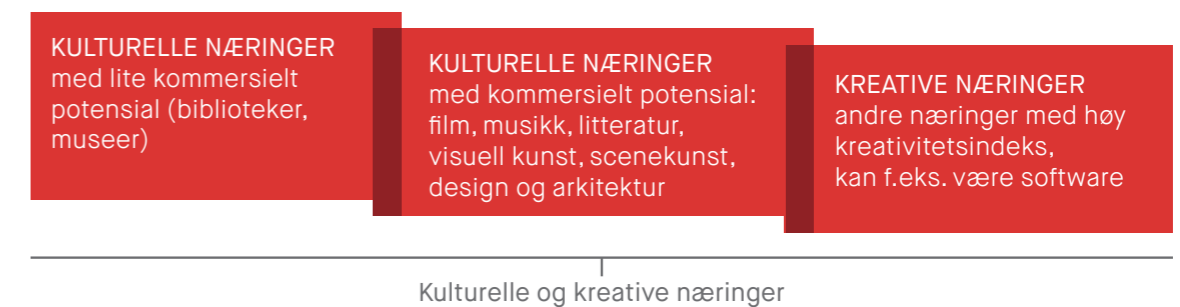 KULTURELLE NÆRINGER
med lite kommersielt
potensial (biblioteker,
museer)
KULTURELLE NÆRINGER
med kommersielt potensial:
film, musikk, litteratur,
visuell kunst, scenekunst,
design og arkitektur
KREATIVE NÆRINGER
andre næringer med høy
kreativitetsindeks,
kan f.eks. være software
Kulturelle og kreative næringer